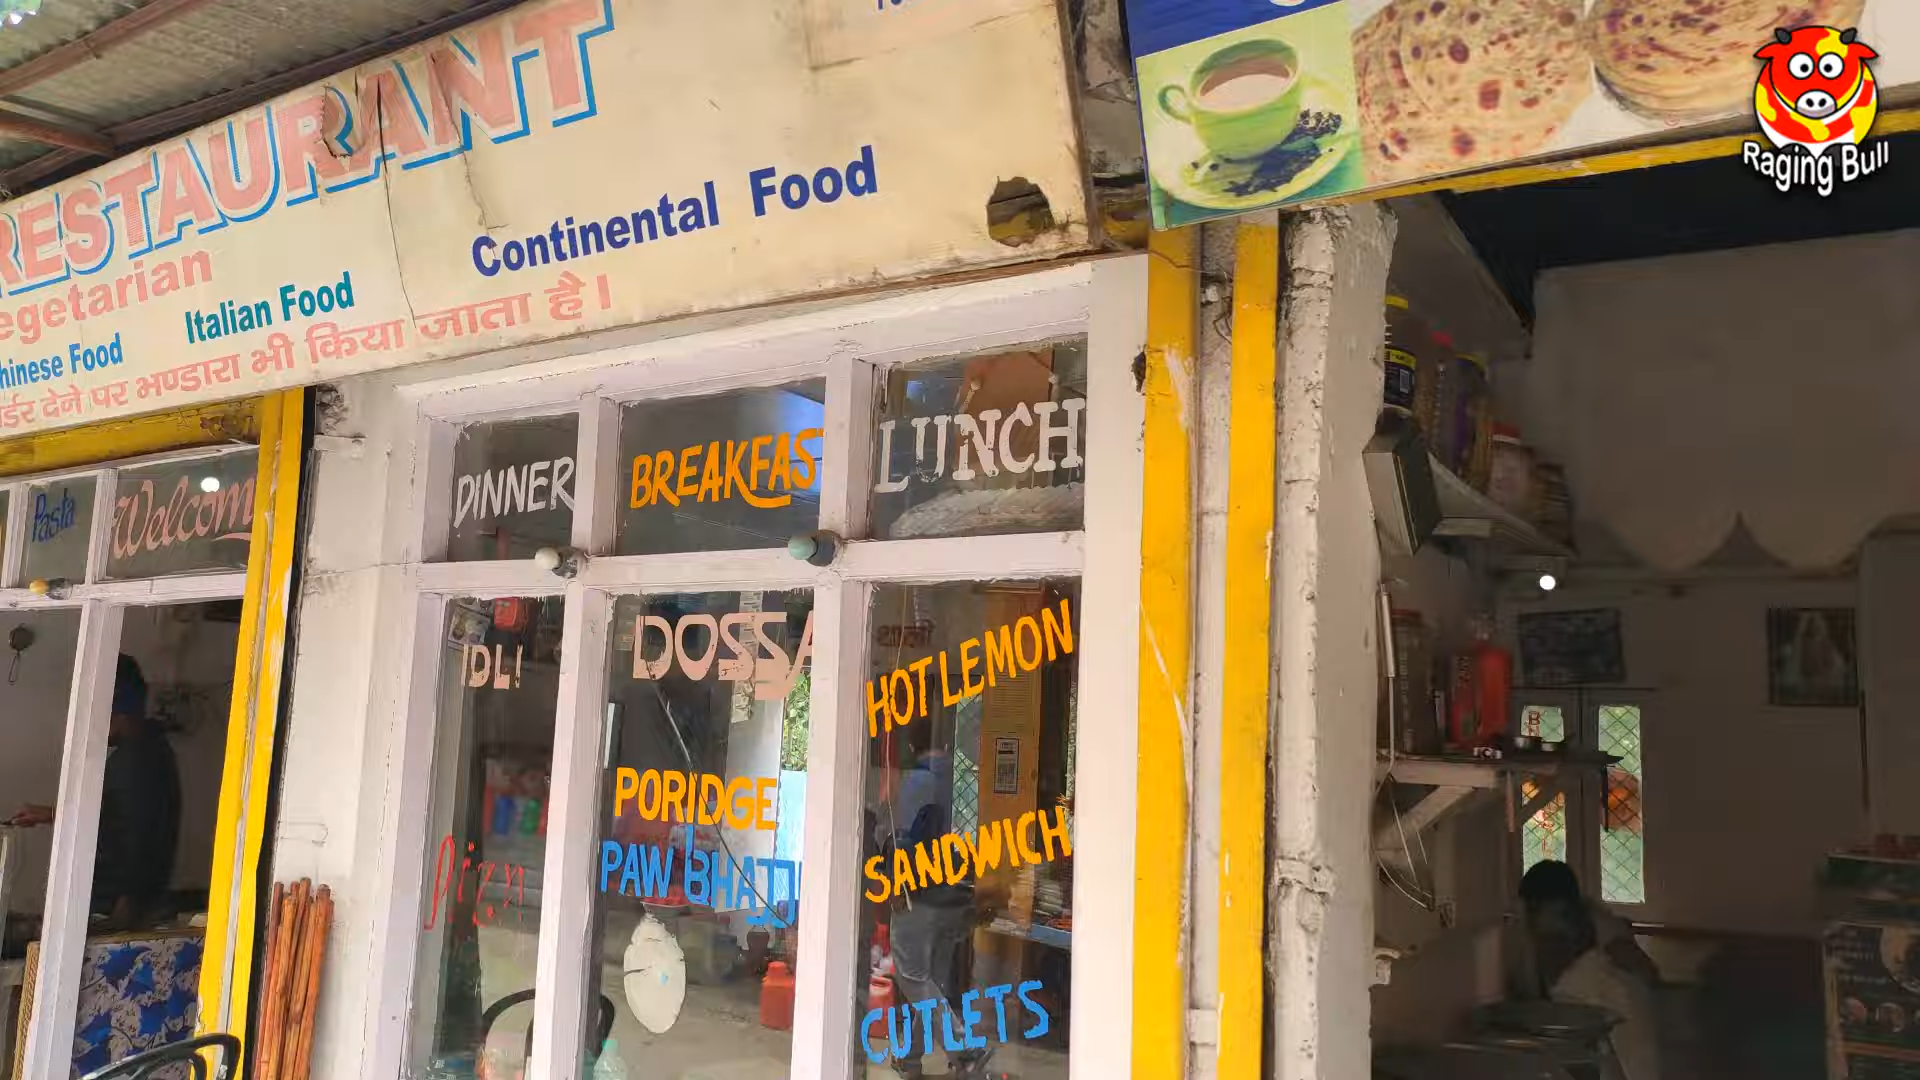 RESTAURANT
egetarian
hinese Food
Italian Food
Continental Food
र्डर देने पर भण्डारा भी किया जाता है।
Raging Bull
Pasta
Welcom
DINNER
BREAKFAS
LUNCH
IDLI
DOSSA
HOT LEMON
PORIDGE
PAW BHAJJI
SANDWICH
CUTLETS